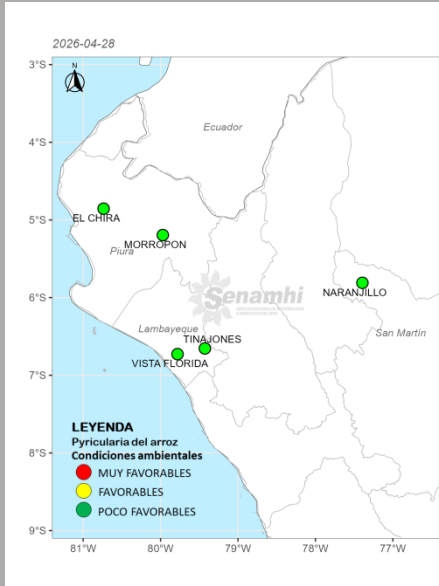 2026-04-28
N
3°S
Ecuador
4°S
EL CHIRA
5°S
MORROPON
Piura
NARANJILLO
6°S
Senamhi
Lambayeque
San Martín
TINAJONES
VISTA FLORIDA
7°S
LEYENDA
Pyricularia del arroz
Condiciones ambientales
MUY FAVORABLES
8°S
FAVORABLES
POCO FAVORABLES
9°S
81°W 80°W 79°W 78°W 77°W